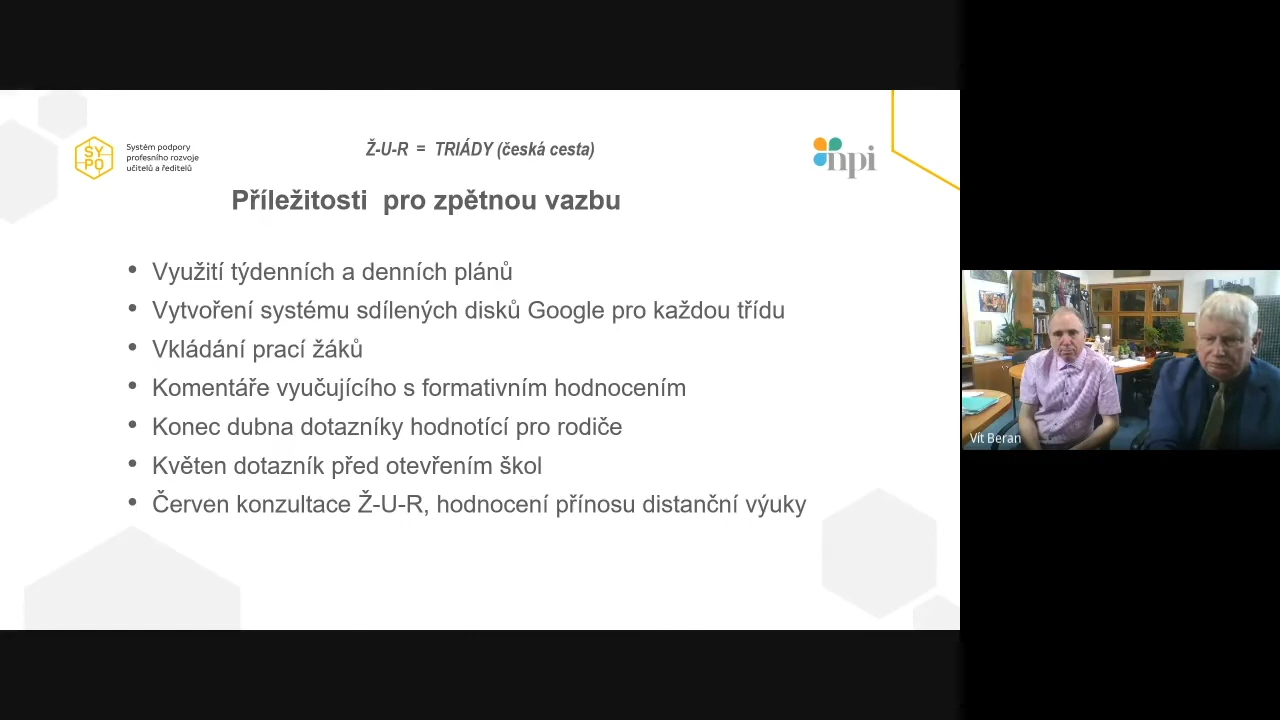 Ž-U-R = TRIÁDY (česká cesta)
SY
PO
Systém podpory
profesního rozvoje
učitelů a ředitelů
npi
Příležitosti pro zpětnou vazbu
• Využití týdenních a denních plánů
• Vytvoření systému sdílených disků Google pro každou třídu
• Vkládání prací žáků
• Komentáře vyučujícího s formativním hodnocením
• Konec dubna dotazníky hodnotící pro rodiče
• Květen dotazník před otevřením škol
• Červen konzultace Ž-U-R, hodnocení přínosu distanční výuky
Vít Beran